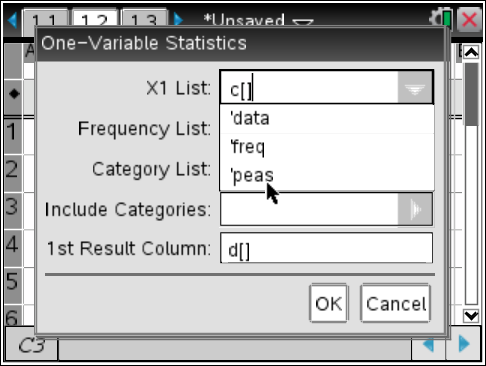 1.1 1.2 1.3 *Unsaved
One-Variable Statistics
X1 List: c[]
'data
Frequency List:
'freq
Category List:
'peas
Include Categories:
1st Result Column: d[]
OK Cancel
1
2
3
4
5
6
C3